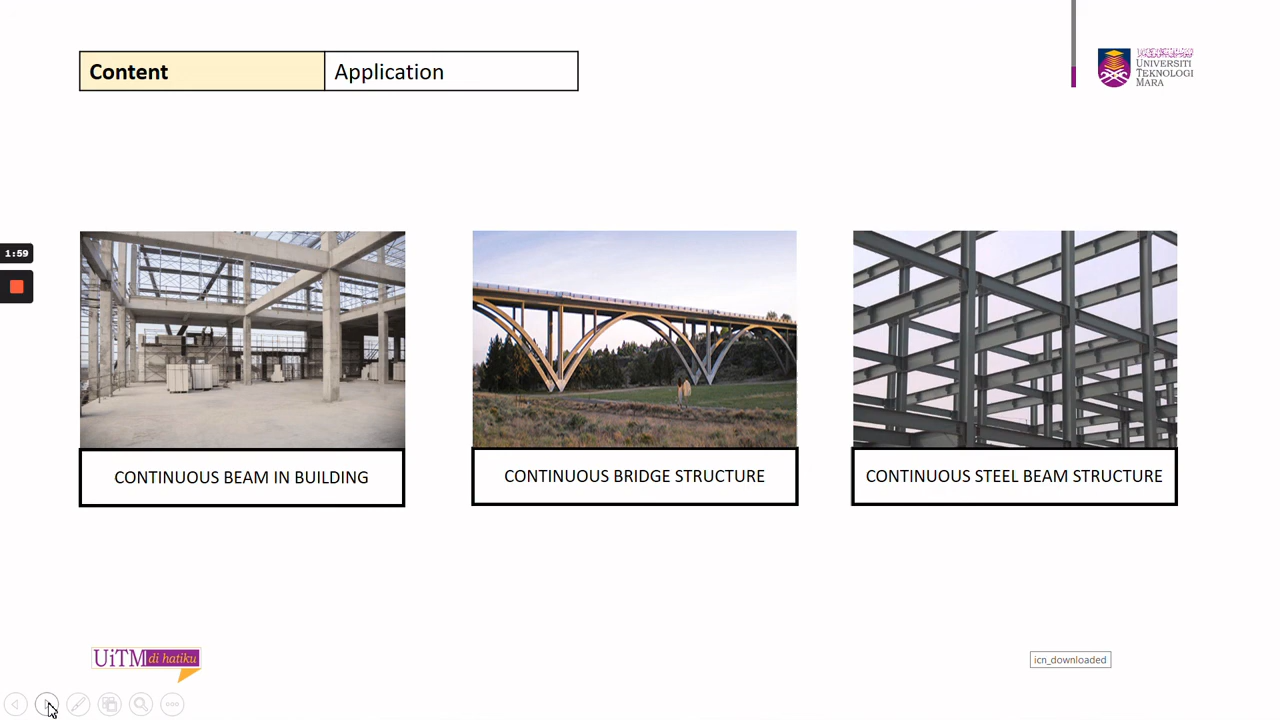 Content
Application
UNIVERSITI
TEKNOLOGI
MARA
1:59
CONTINUOUS BEAM IN BUILDING
CONTINUOUS BRIDGE STRUCTURE
CONTINUOUS STEEL BEAM STRUCTURE
UiTM di hatiku
icn_downloaded